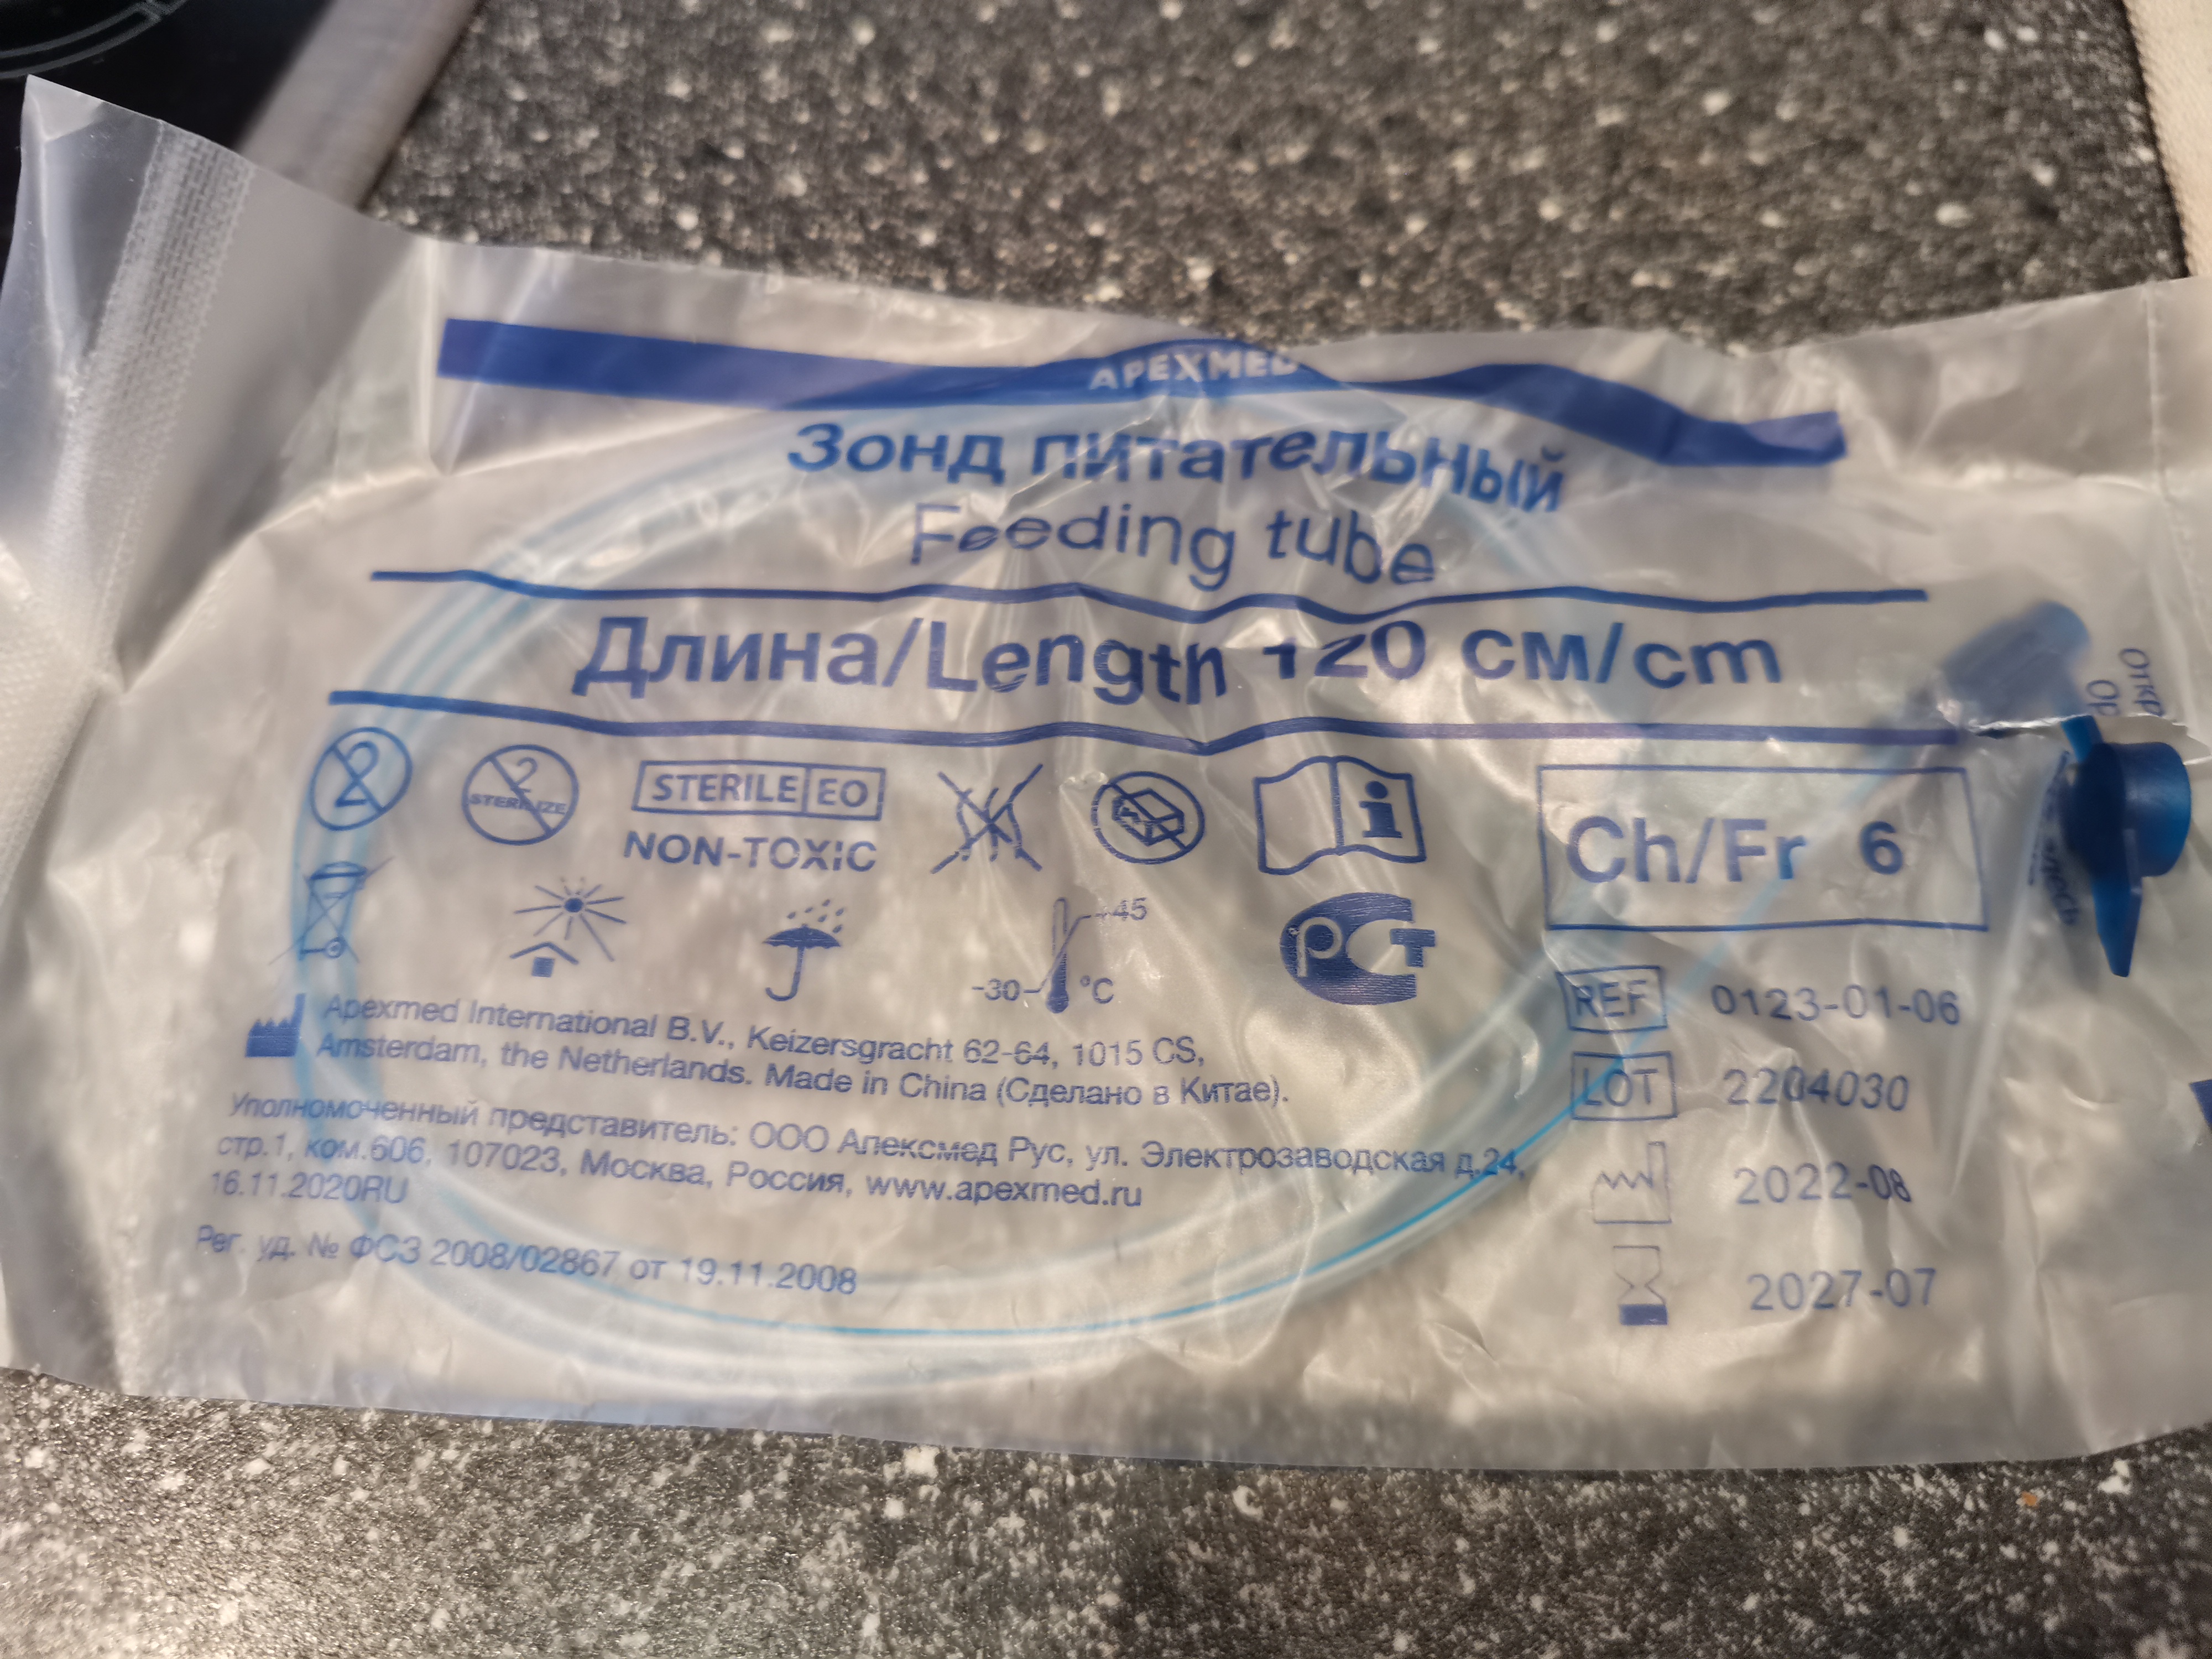 APEXMED
Зонд питательный
Feeding tube
Длина/Length 120 см/cm
2
2
STERILIZE
STERILE EO
NON-TOXIC
i
Ch/Fr 6
+45
-30
°C
РСТ
REF 0123-01-06
LOT 2204030
2022-08
2027-07
Apexmed International B.V., Keizersgracht 62-64, 1015 CS,
Amsterdam, the Netherlands. Made in China (Сделано в Китае).
Уполномоченный представитель: ООО Апексмед Рус, ул. Электрозаводская д.24,
стр.1, ком.606, 107023, Москва, Россия, www.apexmed.ru
16.11.2020RU
Рег. уд. № ФСЗ 2008/02867 от 19.11.2008